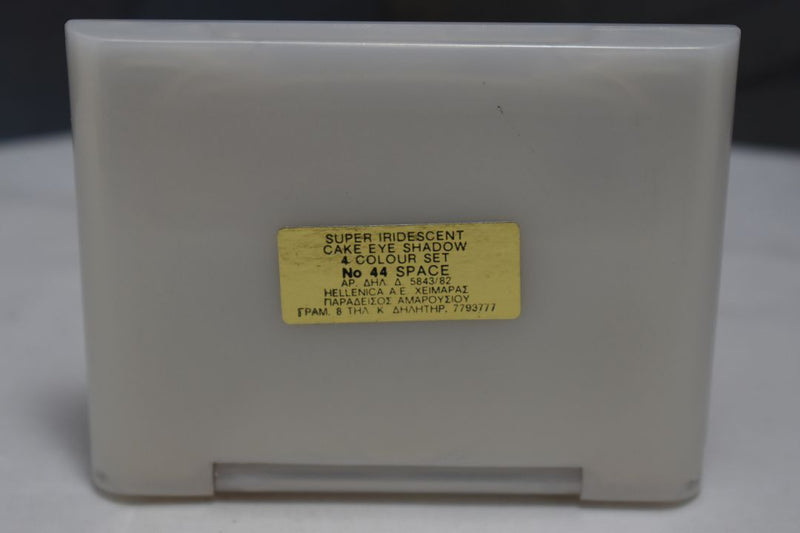 SUPER IRIDESCENT
CAKE EYE SHADOW
4 COLOUR SET
No 44 SPACE
ΑΡ. ΔΗΛ. Δ. 5843/82
HELLENICA A.E. ΧΕΙΜΑΡΑΣ
ΠΑΡΑΔΕΙΣΟΣ ΑΜΑΡΟΥΣΙΟΥ
ΓΡΑΜ. 8 ΤΗΛ. Κ. ΔΗΛΗΤΗΡ. 7793777